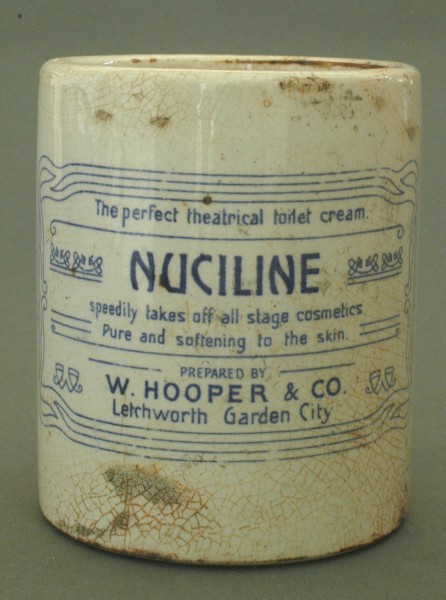 The perfect theatrical toilet cream.
NUCILINE
speedily takes off all stage cosmetics
Pure and softening to the skin.
PREPARED BY
W. HOOPER & CO.
Letchworth Garden City